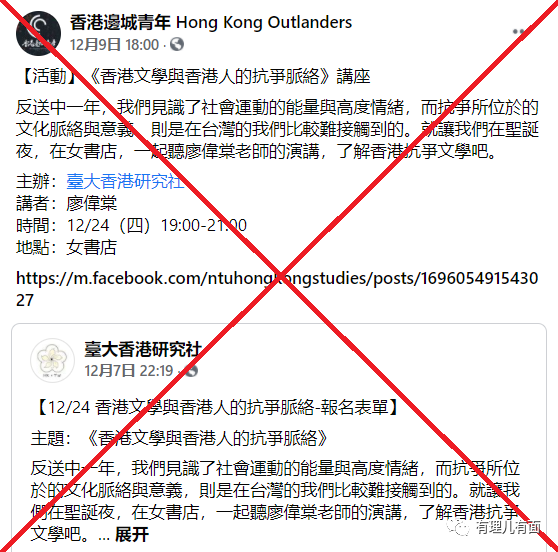 香港邊城青年 Hong Kong Outlanders
12月9日 18:00
【活動】《香港文學與香港人的抗爭脈絡》講座
反送中一年，我們見識了社會運動的能量與高度情緒，而抗爭所位於的
文化脈絡與意義，則是在台灣的我們比較難接觸到的。就讓我們在聖誕
夜，在女書店，一起聽廖偉棠老師的演講，了解香港抗爭文學吧。
主辦：臺大香港研究社
講者：廖偉棠
時間：12/24（四）19:00-21:00
地點：女書店
https://m.facebook.com/ntuhongkongstudies/posts/1696054915430
27
臺大香港研究社
12月7日 22:19
【12/24 香港文學與香港人的抗爭脈絡-報名表單】
主題：《香港文學與香港人的抗爭脈絡》
反送中一年，我們見識了社會運動的能量與高度情緒，而抗爭所位
於的文化脈絡與意義，則是在台灣的我們比較難接觸到的。就讓我
們在聖誕夜，在女書店，一起聽廖偉棠老師的演講，了解香港抗爭
文學吧。... 展开
有理儿有面